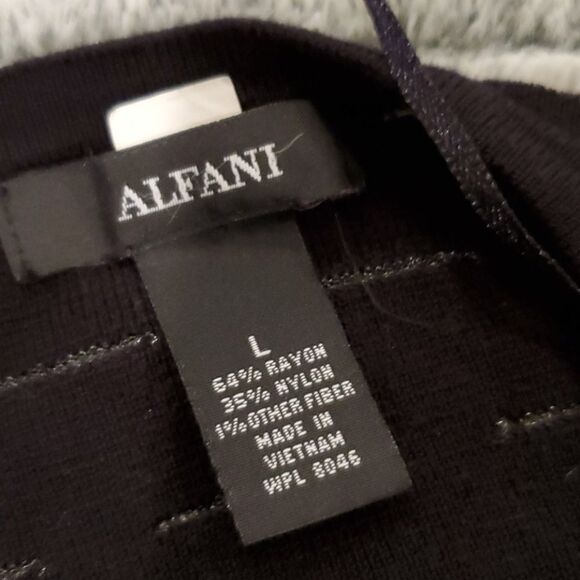 ALFANI
L
64% RAYON
35% NYLON
1% OTHER FIBER
MADE IN
VIETNAM
WPL 8046